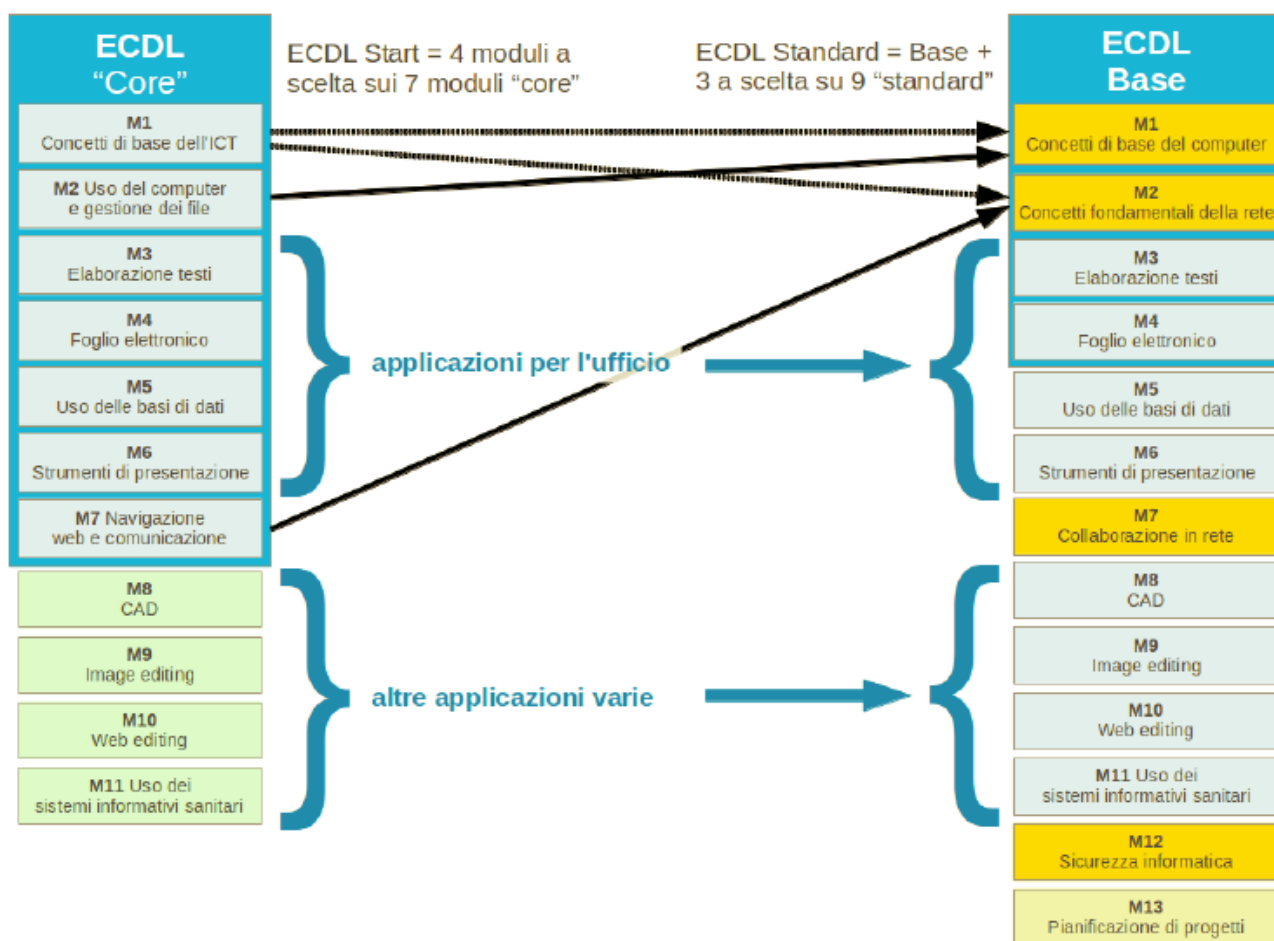 ECDL
“Core”
M1
Concetti di base dell'ICT
M2 Uso del computer
e gestione dei file
M3
Elaborazione testi
M4
Foglio elettronico
M5
Uso delle basi di dati
M6
Strumenti di presentazione
M7 Navigazione
web e comunicazione
M8
CAD
M9
Image editing
M10
Web editing
M11 Uso dei
sistemi informativi sanitari
ECDL Start = 4 moduli a
scelta sui 7 moduli “core”
ECDL Standard = Base +
3 a scelta su 9 “standard”
applicazioni per l'ufficio
altre applicazioni varie
ECDL
Base
M1
Concetti di base del computer
M2
Concetti fondamentali della rete
M3
Elaborazione testi
M4
Foglio elettronico
M5
Uso delle basi di dati
M6
Strumenti di presentazione
M7
Collaborazione in rete
M8
CAD
M9
Image editing
M10
Web editing
M11 Uso dei
sistemi informativi sanitari
M12
Sicurezza informatica
M13
Pianificazione di progetti